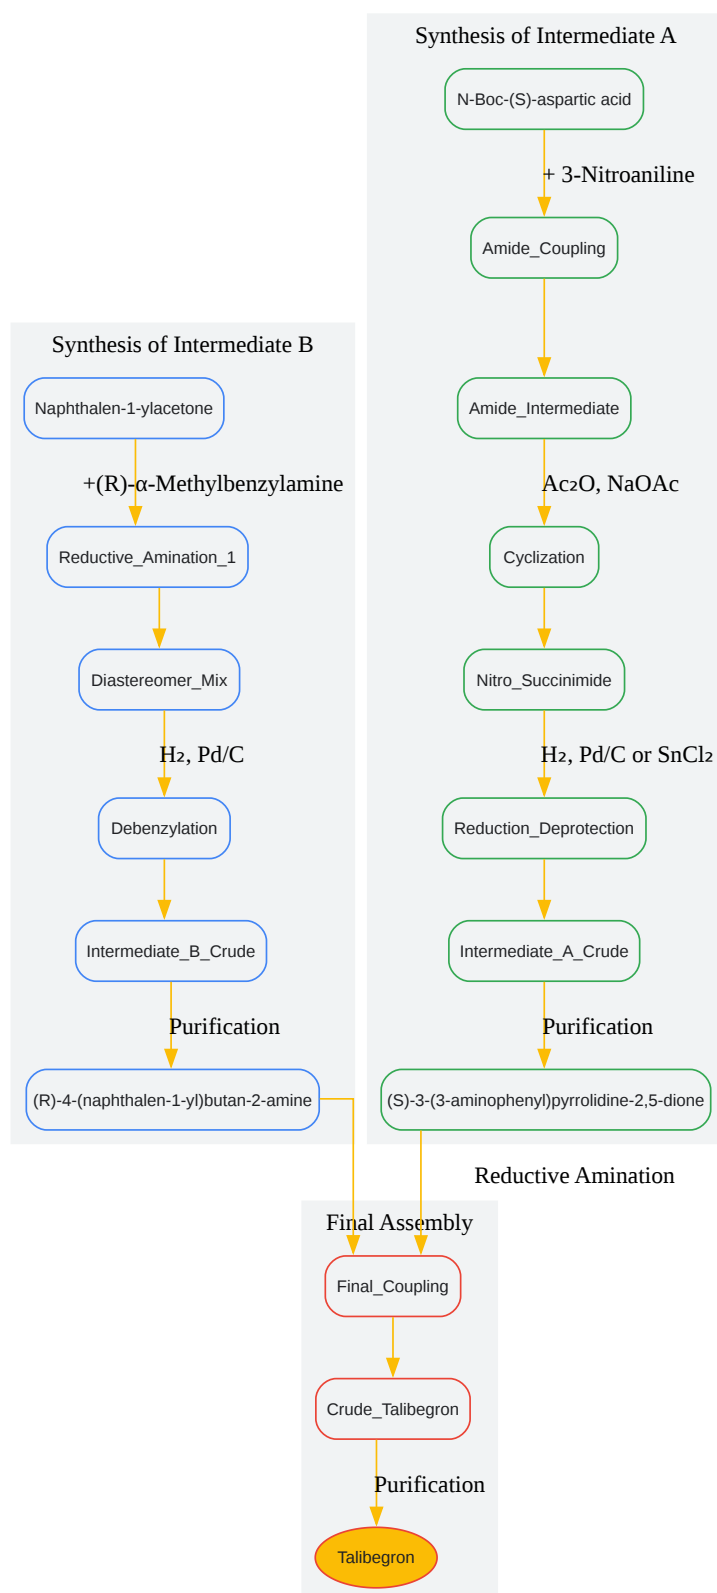 Synthesis of Intermediate A
N-Boc-(S)-aspartic acid
+ 3-Nitroaniline
Amide_Coupling
Amide_Intermediate
Ac₂O, NaOAc
Cyclization
Nitro_Succinimide
H₂, Pd/C or SnCl₂
Reduction_Deprotection
Intermediate_A_Crude
Purification
(S)-3-(3-aminophenyl)pyrrolidine-2,5-dione
Synthesis of Intermediate B
Naphthalen-1-ylacetone
+(R)-α-Methylbenzylamine
Reductive_Amination_1
Diastereomer_Mix
H₂, Pd/C
Debenzylation
Intermediate_B_Crude
Purification
(R)-4-(naphthalen-1-yl)butan-2-amine
Reductive Amination
Final Assembly
Final_Coupling
Crude_Talibegron
Purification
Talibegron